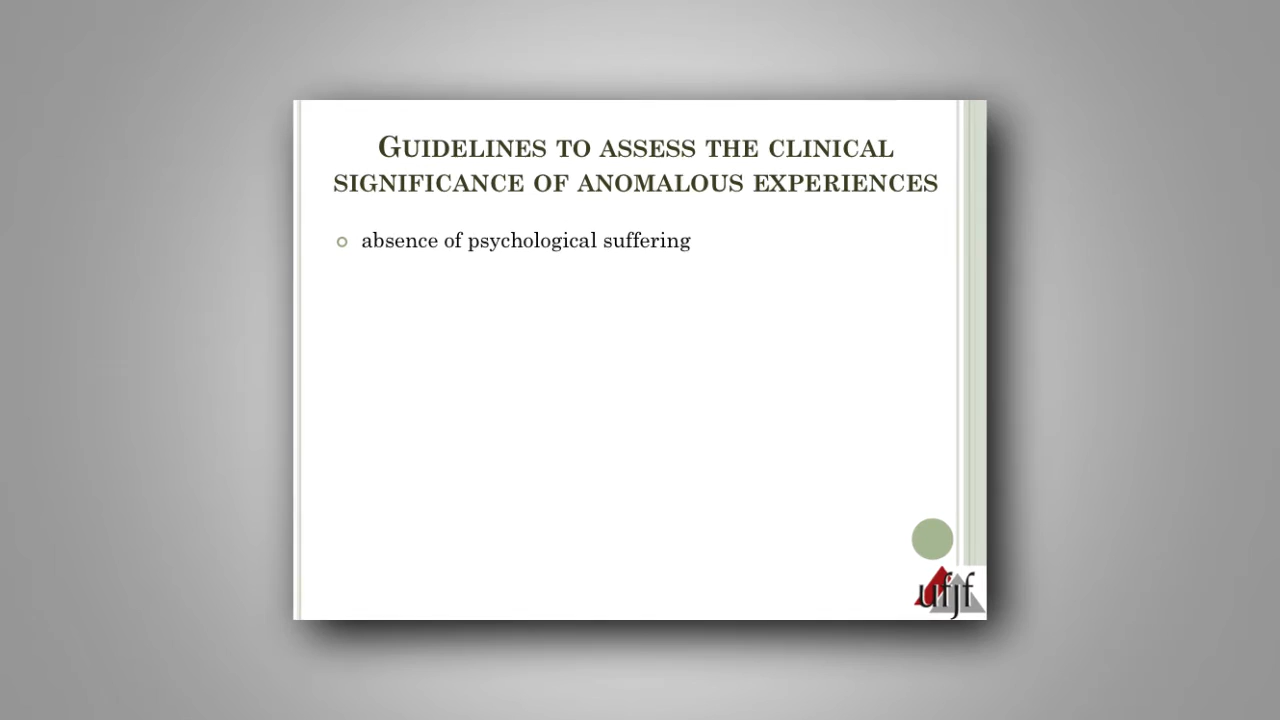 Guidelines to assess the clinical
significance of anomalous experiences
absence of psychological suffering
ufjf